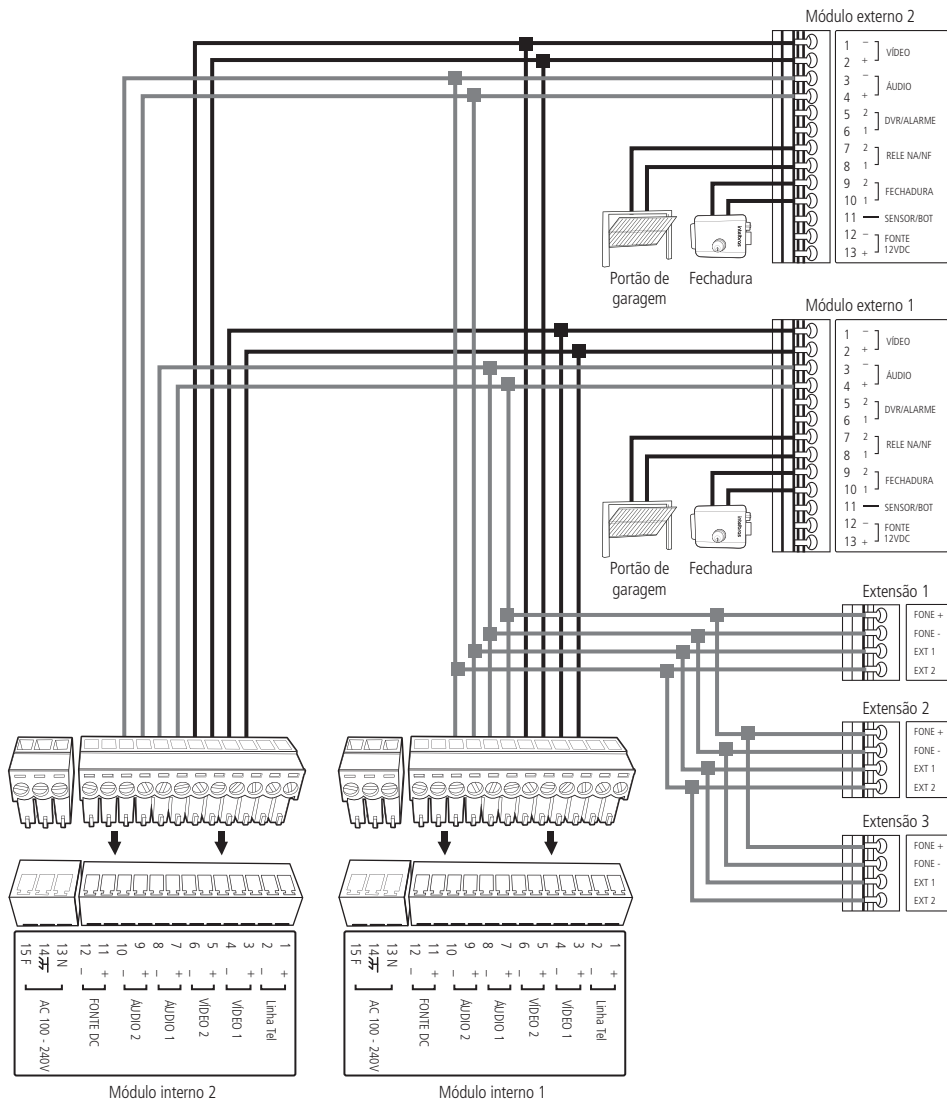 Módulo externo 2
1 –
2 +
VÍDEO
3 –
4 +
ÁUDIO
5 2
6 1
DVR/ALARME
7 2
8 1
RELE NA/NF
9 2
10 1
FECHADURA
11 SENSOR/BOT
12 –
13 +
FONTE
12VDC
intelbras
Portão de
garagem
Fechadura
Módulo externo 1
1 –
2 +
VÍDEO
3 –
4 +
ÁUDIO
5 2
6 1
DVR/ALARME
7 2
8 1
RELE NA/NF
9 2
10 1
FECHADURA
11 SENSOR/BOT
12 –
13 +
FONTE
12VDC
intelbras
Portão de
garagem
Fechadura
Extensão 1
FONE +
FONE -
EXT 1
EXT 2
Extensão 2
FONE +
FONE -
EXT 1
EXT 2
Extensão 3
FONE +
FONE -
EXT 1
EXT 2
15 F
14
13 N
AC 100 - 240V
12 –
11 +
FONTE DC
10 –
9 +
ÁUDIO 2
8 –
7 +
ÁUDIO 1
6 –
5 +
VÍDEO 2
4 –
3 +
VÍDEO 1
2 –
1 +
Linha Tel
Módulo interno 2
15 F
14
13 N
AC 100 - 240V
12 –
11 +
FONTE DC
10 –
9 +
ÁUDIO 2
8 –
7 +
ÁUDIO 1
6 –
5 +
VÍDEO 2
4 –
3 +
VÍDEO 1
2 –
1 +
Linha Tel
Módulo interno 1